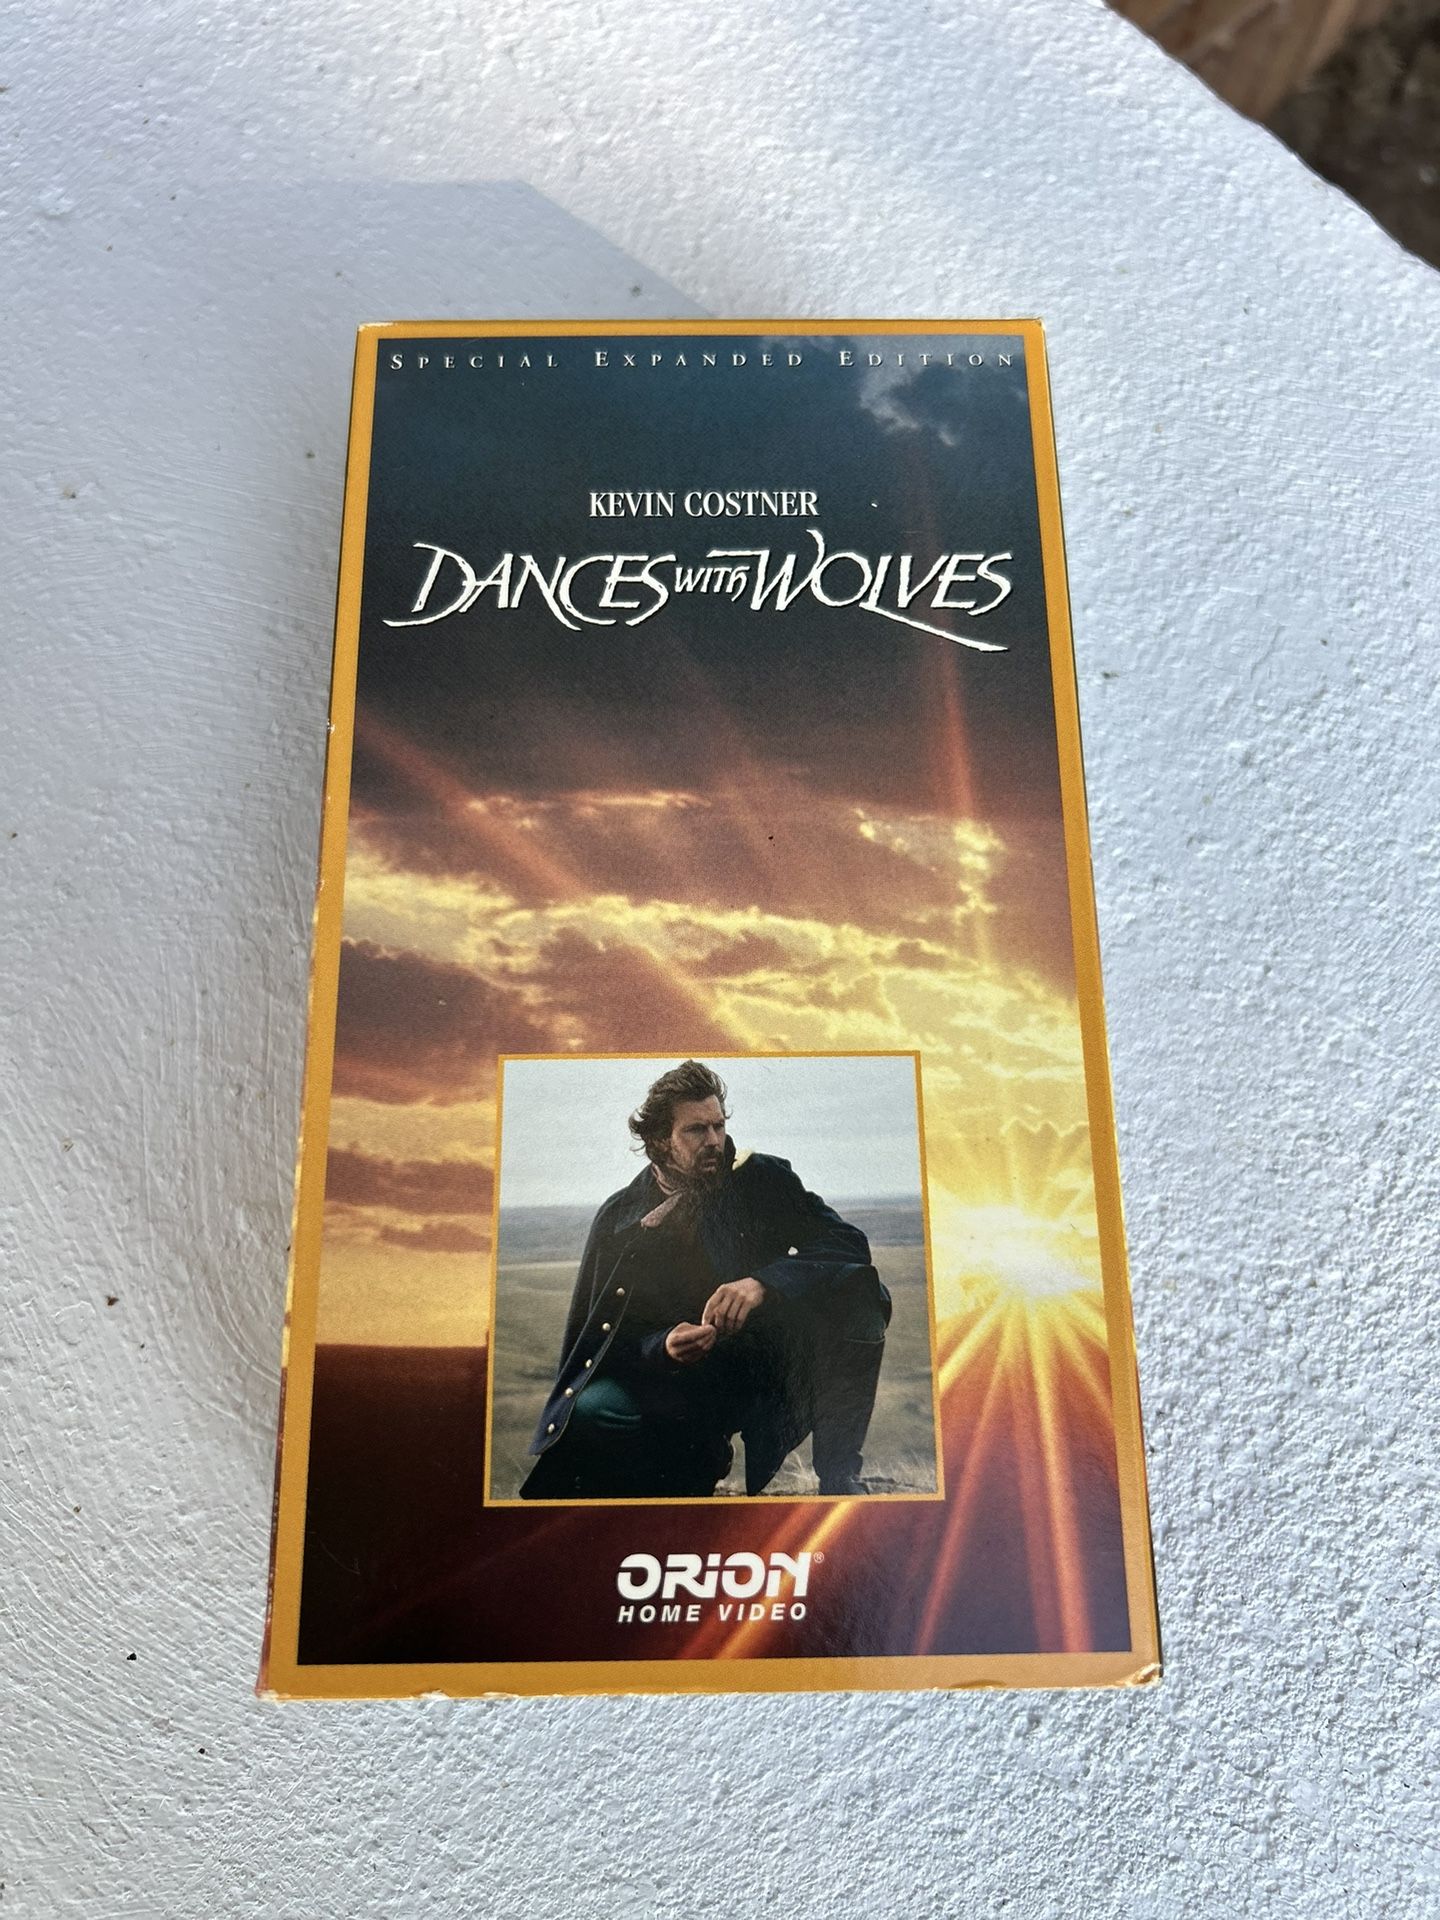 SPECIAL EXPANDED EDITION
KEVIN COSTNER
DANCES WITH WOLVES
ORION®
HOME VIDEO